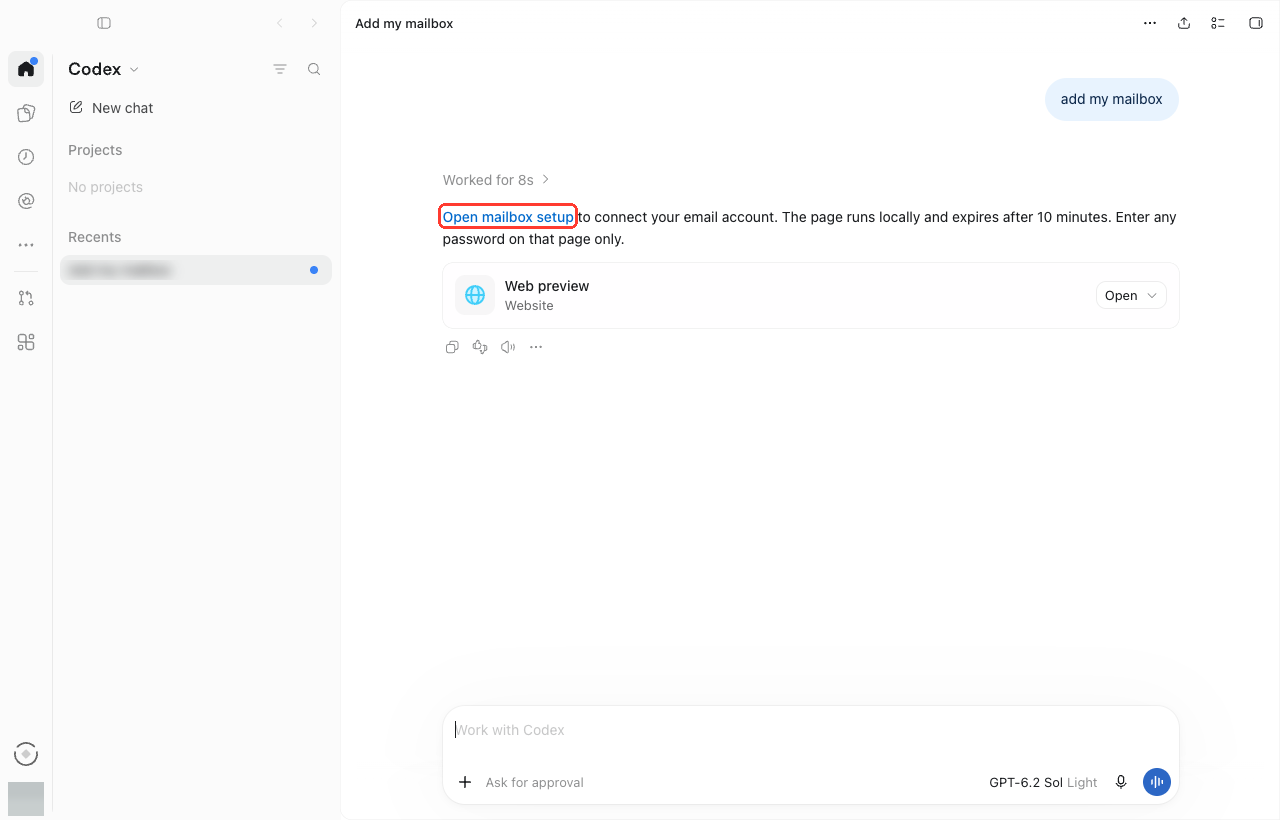 Add my mailbox
Codex
New chat
Projects
No projects
Recents
add my mailbox
Worked for 8s
Open mailbox setup to connect your email account. The page runs locally and expires after 10 minutes. Enter any
password on that page only.
Web preview
Website
Open
Work with Codex
Ask for approval
GPT-6.2 Sol Light